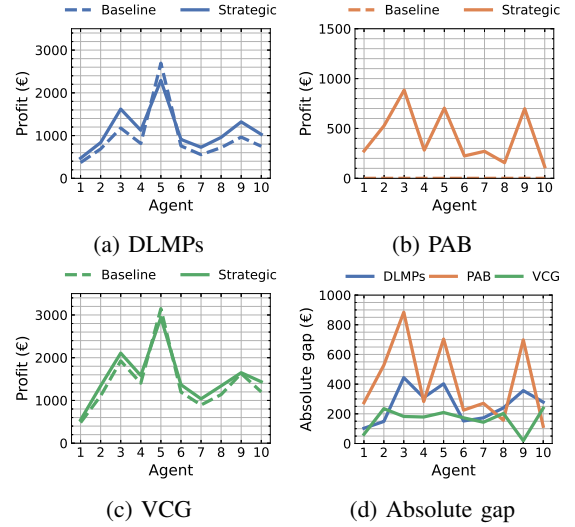 Baseline Strategic
Profit (€)
3000
2000
1000
0
1 2 3 4 5 6 7 8 9 10
Agent
(a) DLMPs
Baseline Strategic
Profit (€)
1500
1000
500
0
1 2 3 4 5 6 7 8 9 10
Agent
(b) PAB
Baseline Strategic
Profit (€)
3000
2000
1000
0
1 2 3 4 5 6 7 8 9 10
Agent
(c) VCG
DLMPs PAB VCG
Absolute gap (€)
1000
800
600
400
200
0
1 2 3 4 5 6 7 8 9 10
Agent
(d) Absolute gap